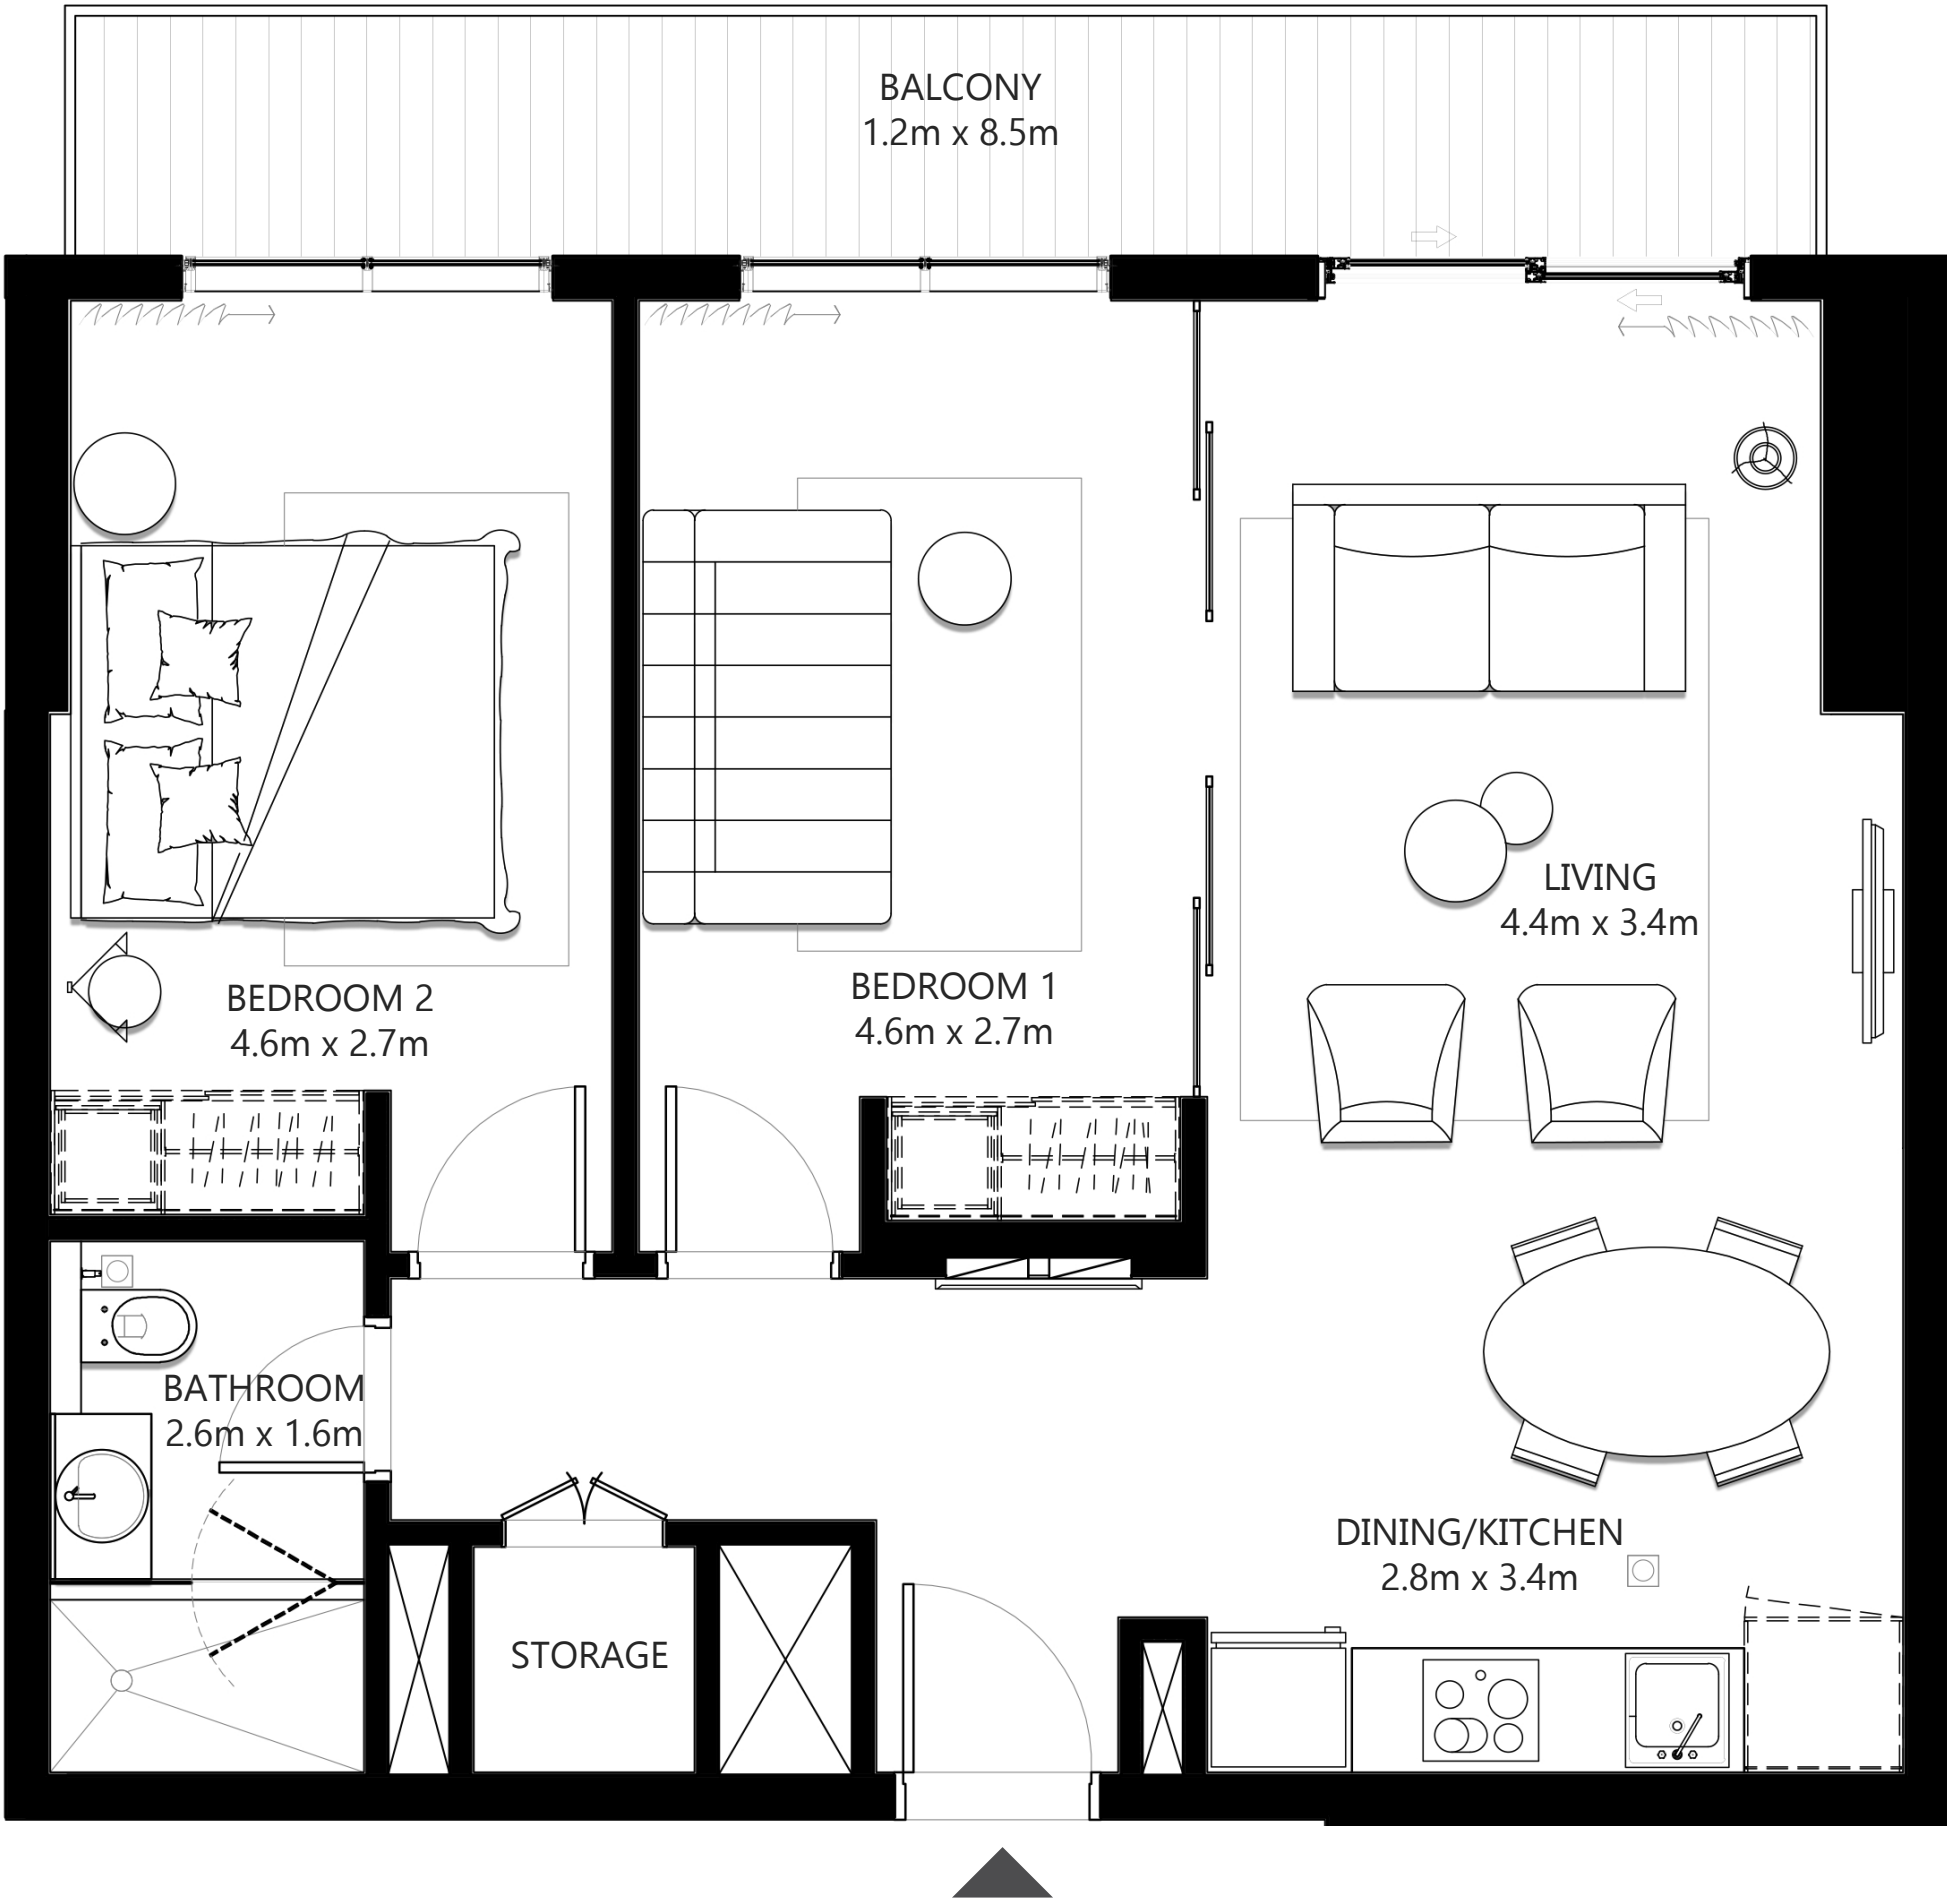 BALCONY
1.2m x 8.5m
LIVING
4.4m x 3.4m
BEDROOM 1
4.6m x 2.7m
BEDROOM 2
4.6m x 2.7m
BATHROOM
2.6m x 1.6m
DINING/KITCHEN
2.8m x 3.4m
STORAGE